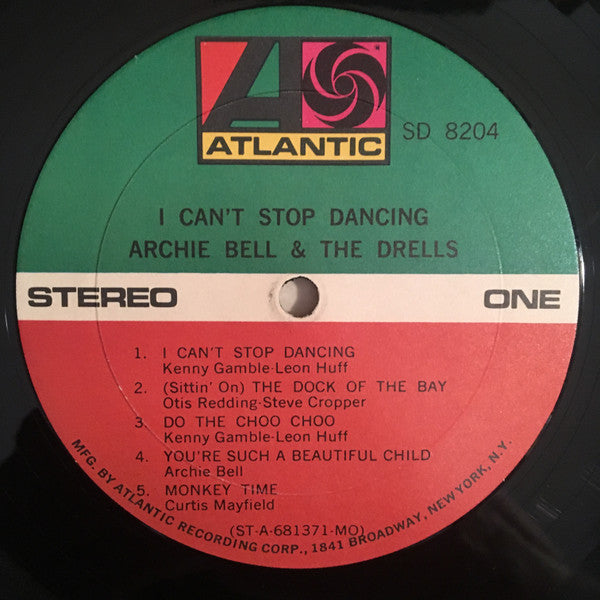 ATLANTIC
SD 8204
I CAN'T STOP DANCING
ARCHIE BELL & THE DRELLS
STEREO
ONE
1. I CAN'T STOP DANCING
Kenny Gamble-Leon Huff
2. (Sittin' On) THE DOCK OF THE BAY
Otis Redding-Steve Cropper
3. DO THE CHOO CHOO
Kenny Gamble-Leon Huff
4. YOU'RE SUCH A BEAUTIFUL CHILD
Archie Bell
5. MONKEY TIME
Curtis Mayfield
(ST-A-681371-MO)
MFG. BY ATLANTIC RECORDING CORP., 1841 BROADWAY, NEW YORK, N.Y.